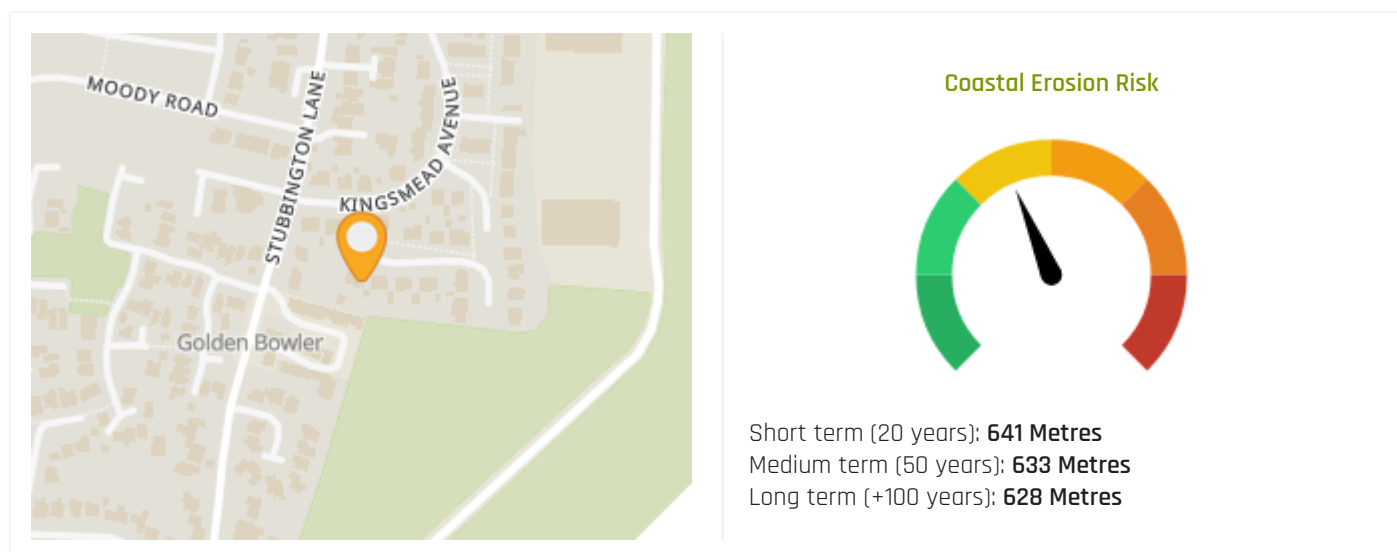 MOODY ROAD
STUBBINGTON LANE
KINGSMEAD AVENUE
Golden Bowler
Coastal Erosion Risk
Short term (20 years): 641 Metres
Medium term (50 years): 633 Metres
Long term (+100 years): 628 Metres